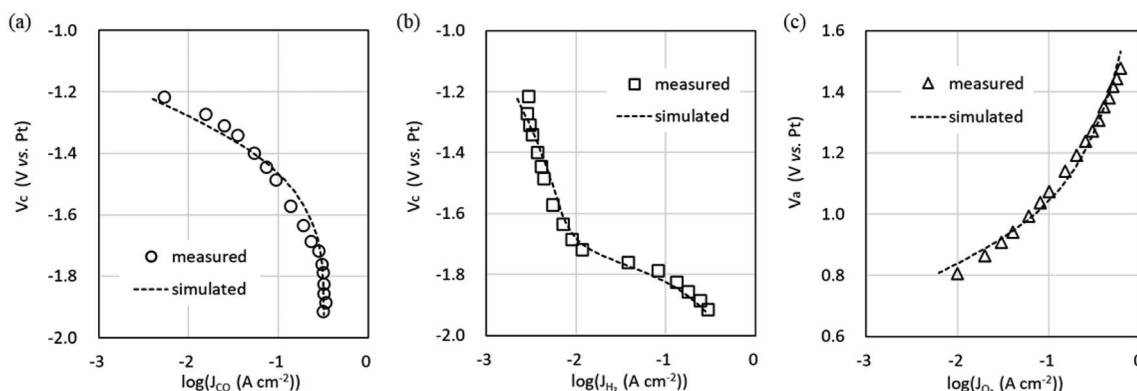 (a)
-1.0
-1.2
-1.4
-1.6
-1.8
-2.0
Vc (V vs. Pt)
measured
simulated
-3 -2 -1 0
log(JCO (A cm⁻²))
(b)
-1.0
-1.2
-1.4
-1.6
-1.8
-2.0
Vc (V vs. Pt)
measured
simulated
-3 -2 -1 0
log(JH₂ (A cm⁻²))
(c)
1.6
1.4
1.2
1.0
0.8
0.6
Va (V vs. Pt)
measured
simulated
-3 -2 -1 0
log(JO₂ (A cm⁻²))